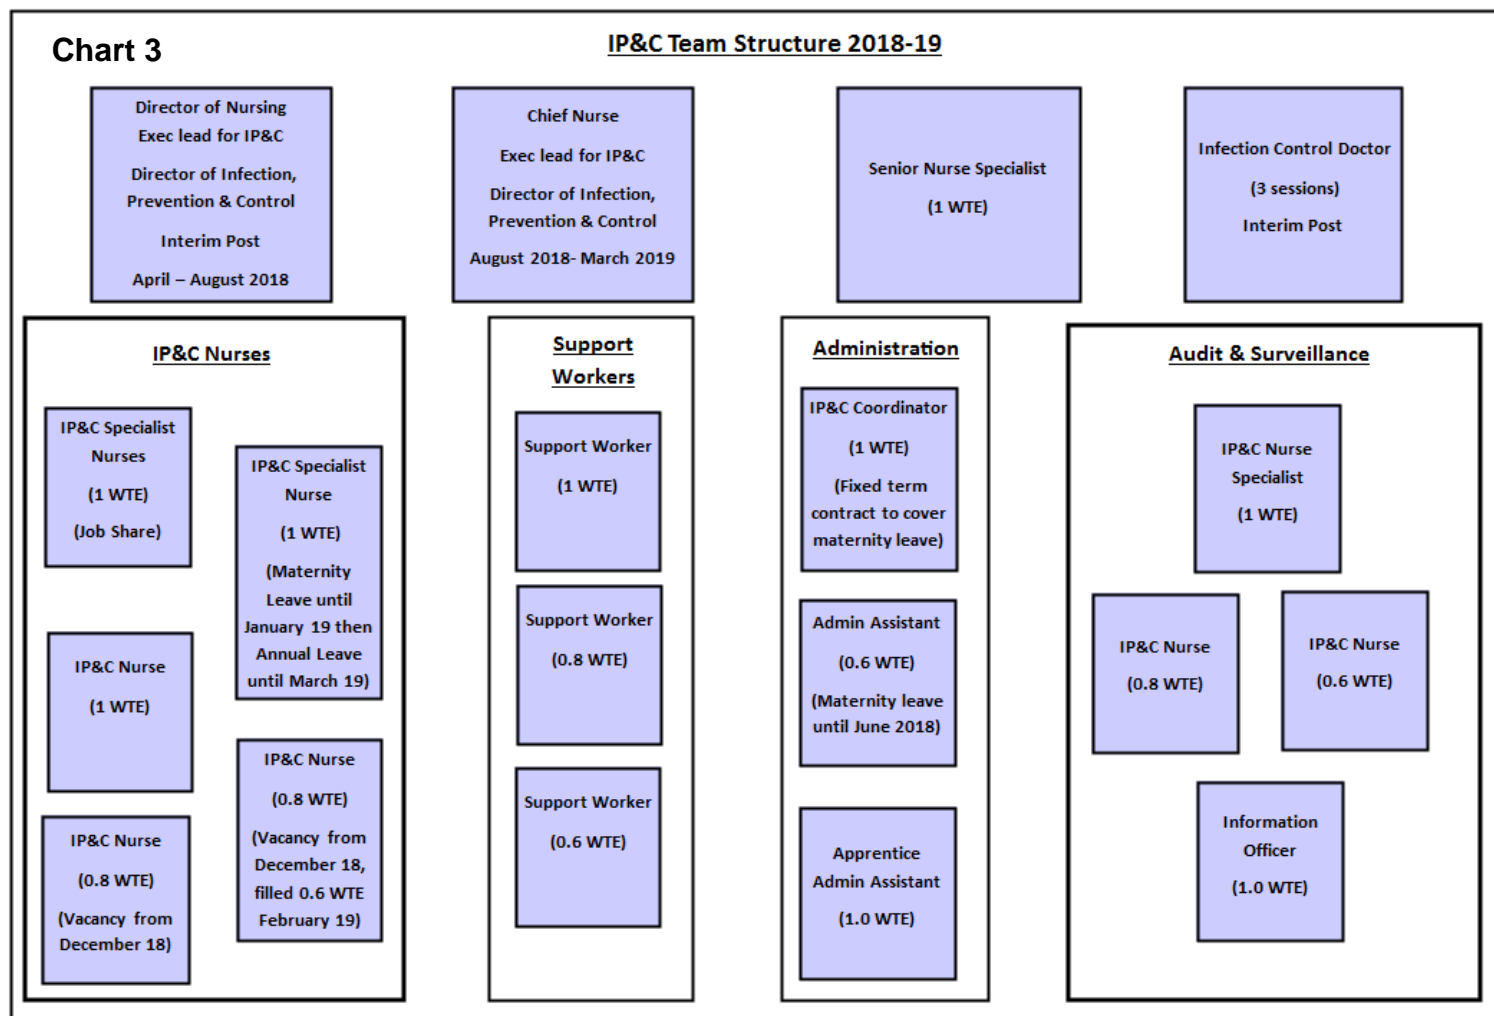 Chart 3
IP&C Team Structure 2018-19
Director of Nursing
Exec lead for IP&C
Director of Infection,
Prevention & Control
Interim Post
April – August 2018
Chief Nurse
Exec lead for IP&C
Director of Infection,
Prevention & Control
August 2018- March 2019
Senior Nurse Specialist
(1 WTE)
Infection Control Doctor
(3 sessions)
Interim Post
IP&C Nurses
IP&C Specialist
Nurses
(1 WTE)
(Job Share)
IP&C Specialist
Nurse
(1 WTE)
(Maternity
Leave until
January 19 then
Annual Leave
until March 19)
IP&C Nurse
(1 WTE)
IP&C Nurse
(0.8 WTE)
(Vacancy from
December 18,
filled 0.6 WTE
February 19)
IP&C Nurse
(0.8 WTE)
(Vacancy from
December 18)
Support
Workers
Support Worker
(1 WTE)
Support Worker
(0.8 WTE)
Support Worker
(0.6 WTE)
Administration
IP&C Coordinator
(1 WTE)
(Fixed term
contract to cover
maternity leave)
Admin Assistant
(0.6 WTE)
(Maternity leave
until June 2018)
Apprentice
Admin Assistant
(1.0 WTE)
Audit & Surveillance
IP&C Nurse
Specialist
(1 WTE)
IP&C Nurse
(0.8 WTE)
IP&C Nurse
(0.6 WTE)
Information
Officer
(1.0 WTE)